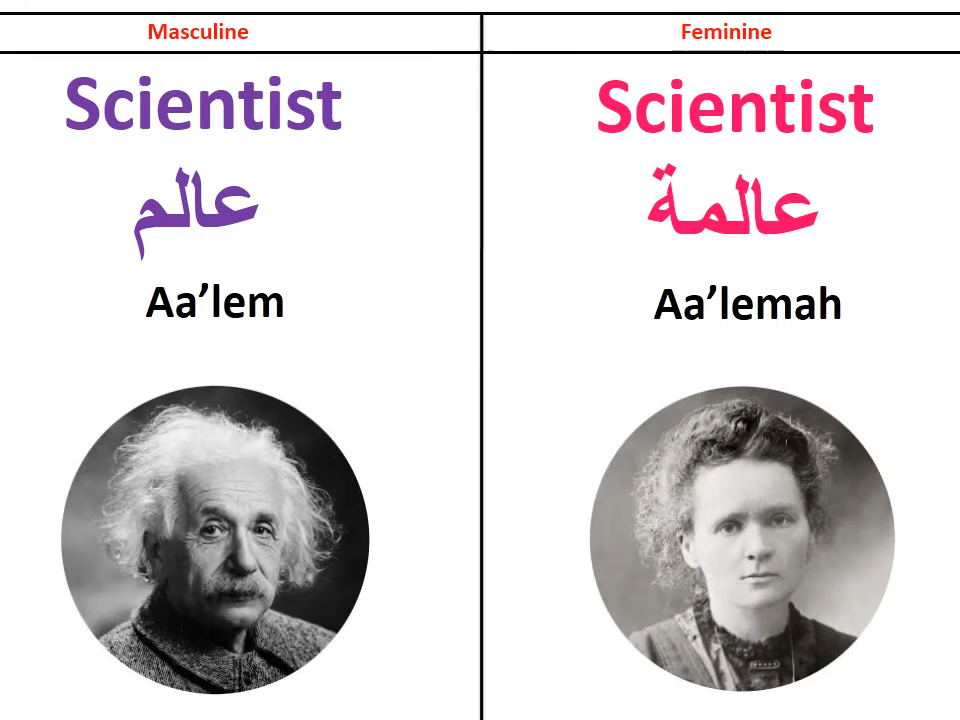 Masculine
Feminine
Scientist
عالم
Aa’lem
Scientist
عالمة
Aa’lemah